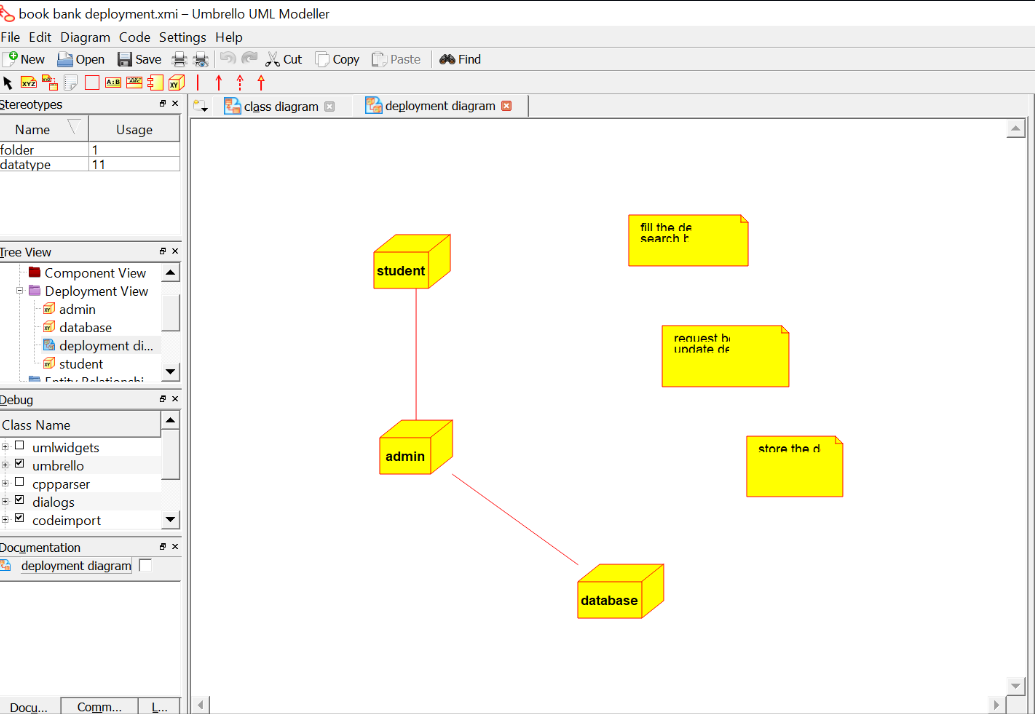 book bank deployment.xmi – Umbrello UML Modeller
File Edit Diagram Code Settings Help
New Open Save Cut Copy Paste Find
Stereotypes
Name Usage
folder 1
datatype 11
Tree View
Component View
Deployment View
admin
database
deployment di...
student
Debug
Class Name
umlwidgets
umbrello
cppparser
dialogs
codeimport
Documentation
deployment diagram
Docu... Comm... L...
class diagram deployment diagram
student
fill the de
search b
request bo
update de
admin
store the d
database